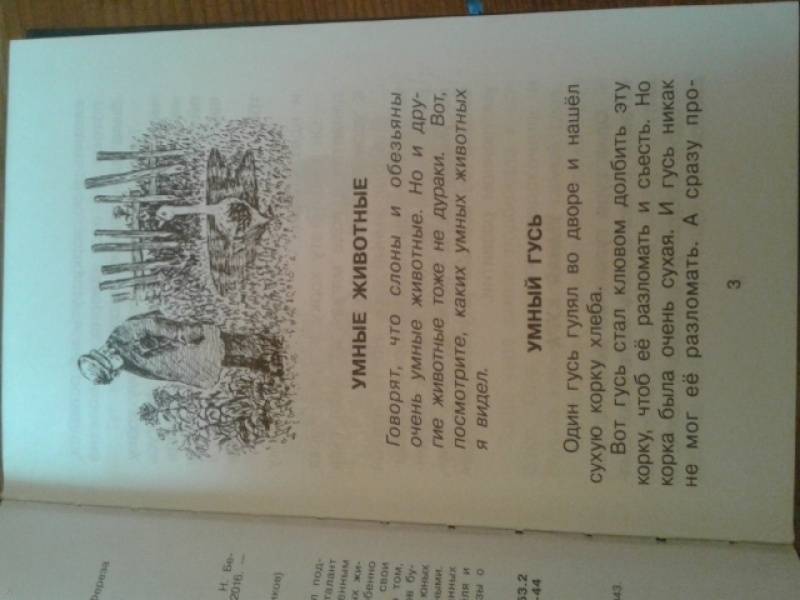 УМНЫЕ ЖИВОТНЫЕ
Говорят, что слоны и обезьяны
очень умные животные. Но и дру-
гие животные тоже не дураки. Вот,
посмотрите, каких умных животных
я видел.
УМНЫЙ ГУСЬ
Один гусь гулял во дворе и нашёл
сухую корку хлеба.
Вот гусь стал клювом долбить эту
корку, чтоб её разломать и съесть. Но
корка была очень сухая. И гусь никак
не мог её разломать. А сразу про-
3
Н. Бе-
2016. —